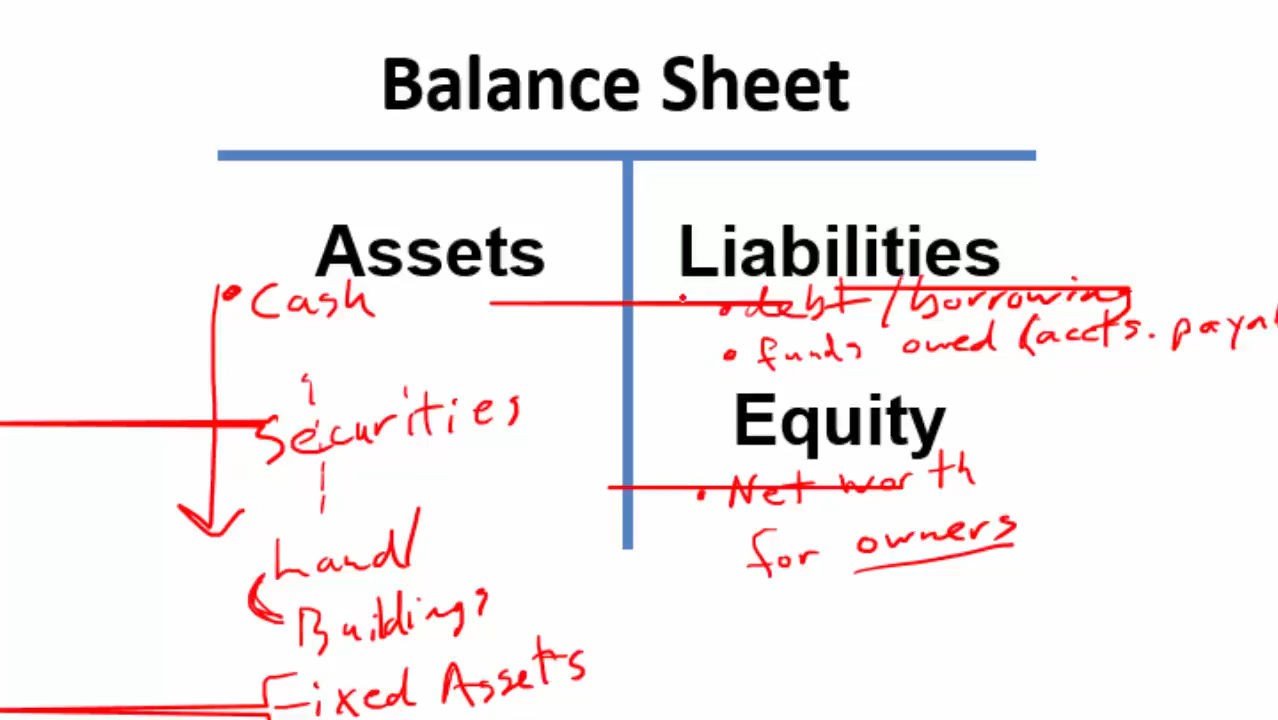 Balance Sheet
Assets
• Cash
Securities
Land/
Buildings
Fixed Assets
Liabilities
• debt/borrowing
• funds owed (accts. payab
Equity
• Net worth
for owners